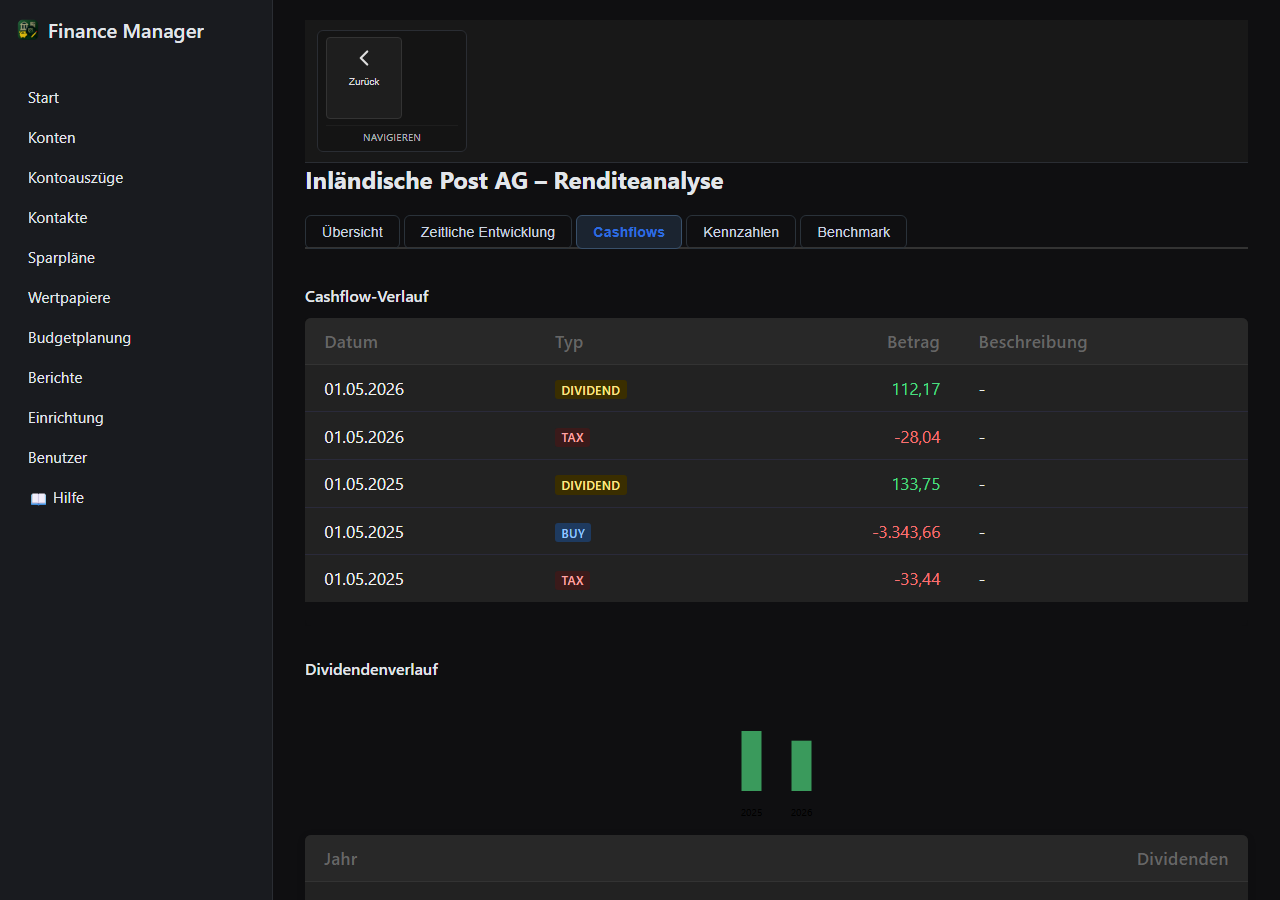 Finance Manager
Start
Konten
Kontoauszüge
Kontakte
Sparpläne
Wertpapiere
Budgetplanung
Berichte
Einrichtung
Benutzer
Hilfe
Zurück
NAVIGIEREN
Inländische Post AG – Renditeanalyse
Übersicht Zeitliche Entwicklung Cashflows Kennzahlen Benchmark
Cashflow-Verlauf
Datum Typ Betrag Beschreibung
01.05.2026 DIVIDEND 112,17 -
01.05.2026 TAX -28,04 -
01.05.2025 DIVIDEND 133,75 -
01.05.2025 BUY -3.343,66 -
01.05.2025 TAX -33,44 -
Dividendenverlauf
2025 2026
Jahr Dividenden